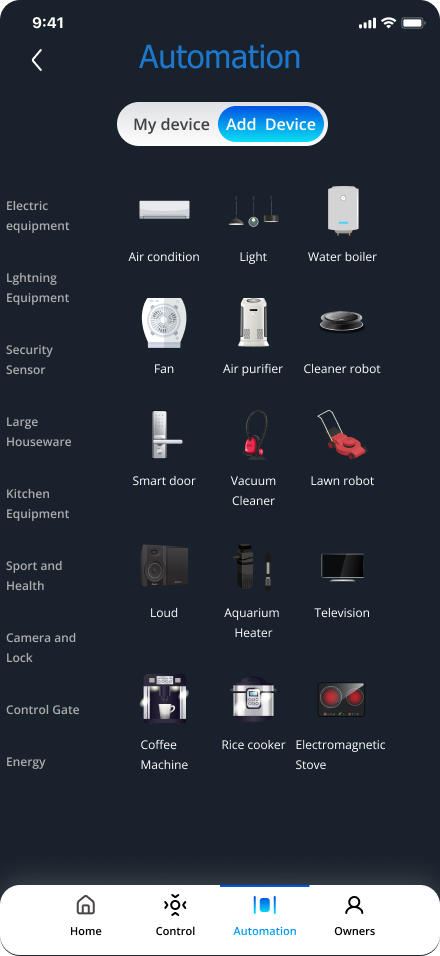 9:41
Automation
My device
Add Device
Electric
equipment
Lghtning
Equipment
Security
Sensor
Large
Houseware
Kitchen
Equipment
Sport and
Health
Camera and
Lock
Control Gate
Energy
Air condition
Light
Water boiler
Fan
Air purifier
Cleaner robot
Smart door
Vacuum
Cleaner
Lawn robot
Loud
Aquarium
Heater
Television
Coffee
Machine
Rice cooker
Electromagnetic
Stove
Home
Control
Automation
Owners